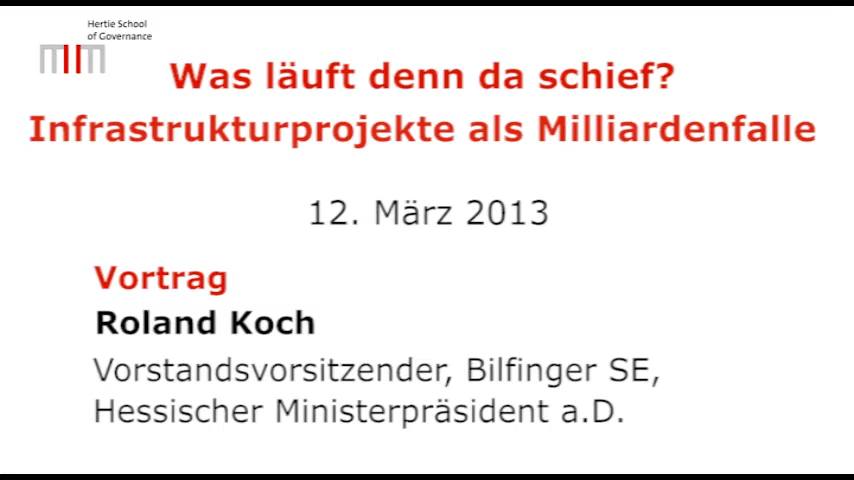 Hertie School
of Governance
Was läuft denn da schief?
Infrastrukturprojekte als Milliardenfalle
12. März 2013
Vortrag
Roland Koch
Vorstandsvorsitzender, Bilfinger SE,
Hessischer Ministerpräsident a.D.